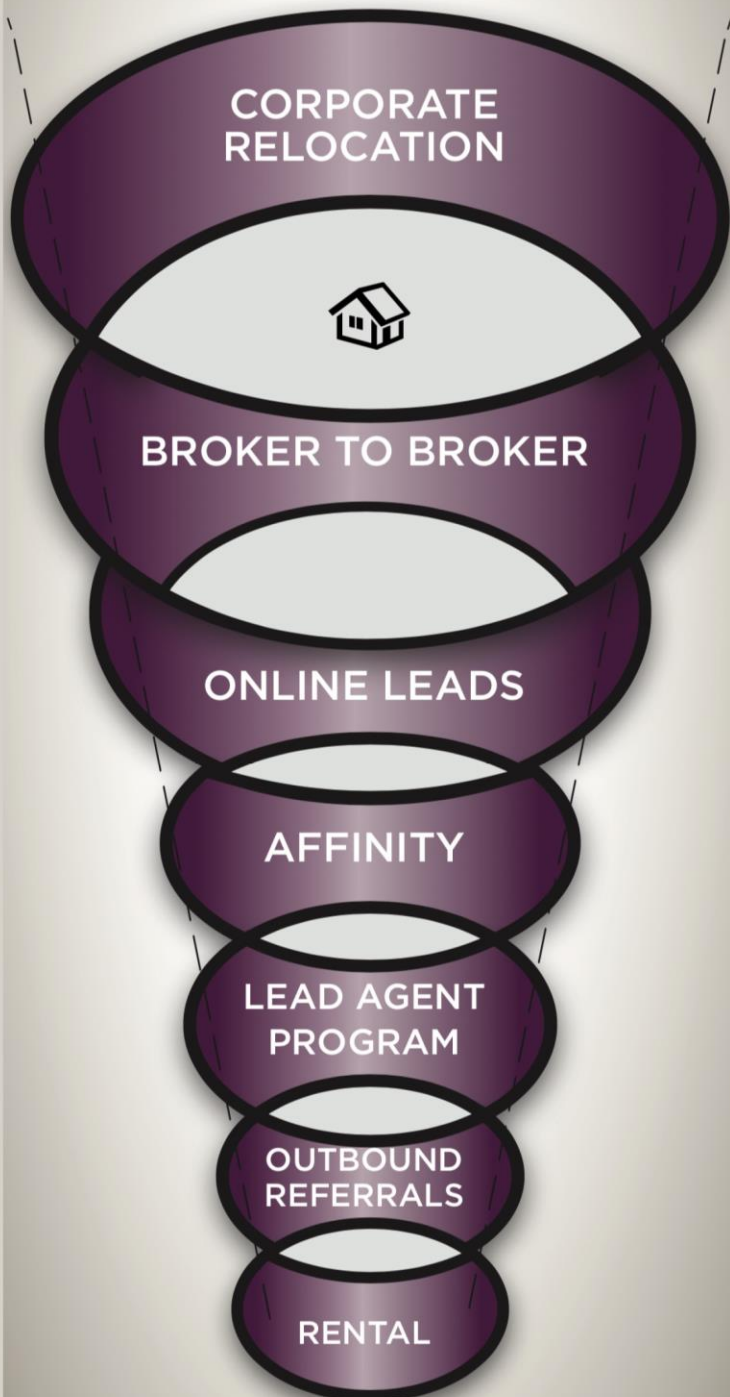 CORPORATE
RELOCATION
BROKER TO BROKER
ONLINE LEADS
AFFINITY
LEAD AGENT
PROGRAM
OUTBOUND
REFERRALS
RENTAL